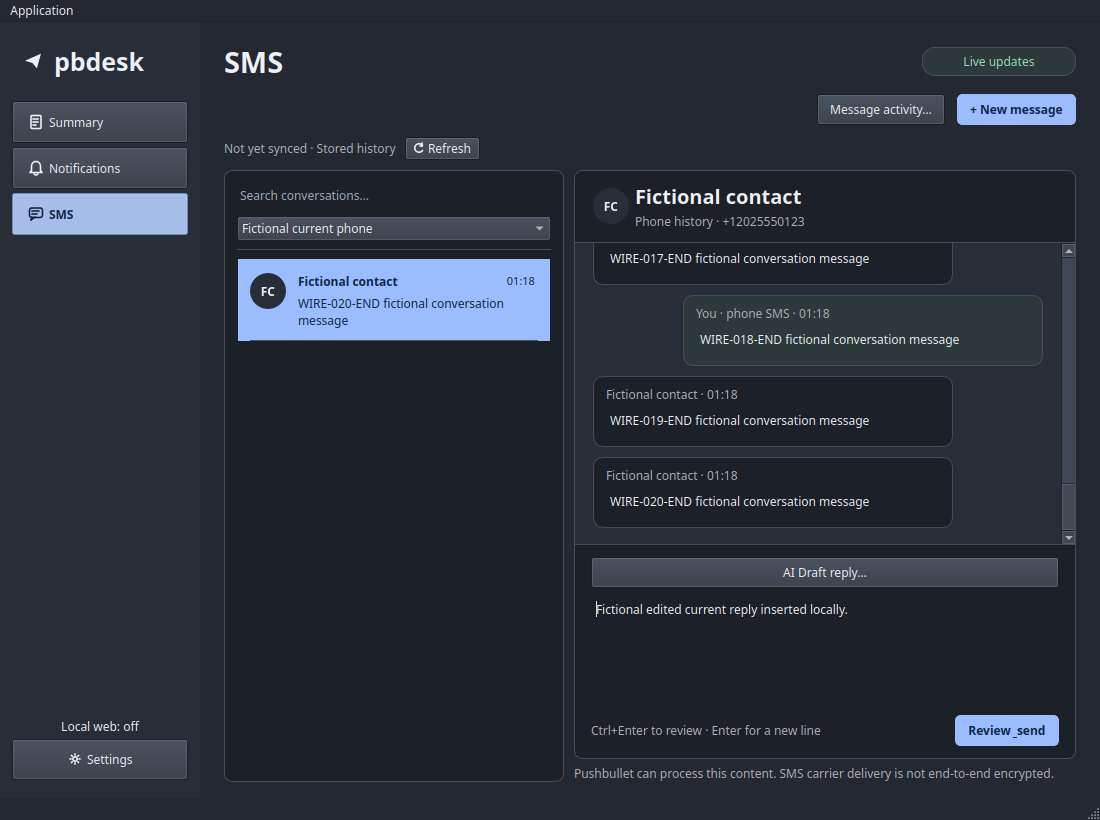 Application
pbdesk
Summary
Notifications
SMS
Local web: off
Settings
SMS
Live updates
Message activity...
+ New message
Not yet synced · Stored history
Refresh
Search conversations...
Fictional current phone
FC
Fictional contact
01:18
WIRE-020-END fictional conversation
message
FC
Fictional contact
Phone history · +12025550123
WIRE-017-END fictional conversation message
You · phone SMS · 01:18
WIRE-018-END fictional conversation message
Fictional contact · 01:18
WIRE-019-END fictional conversation message
Fictional contact · 01:18
WIRE-020-END fictional conversation message
AI Draft reply...
Fictional edited current reply inserted locally.
Ctrl+Enter to review · Enter for a new line
Review_send
Pushbullet can process this content. SMS carrier delivery is not end-to-end encrypted.